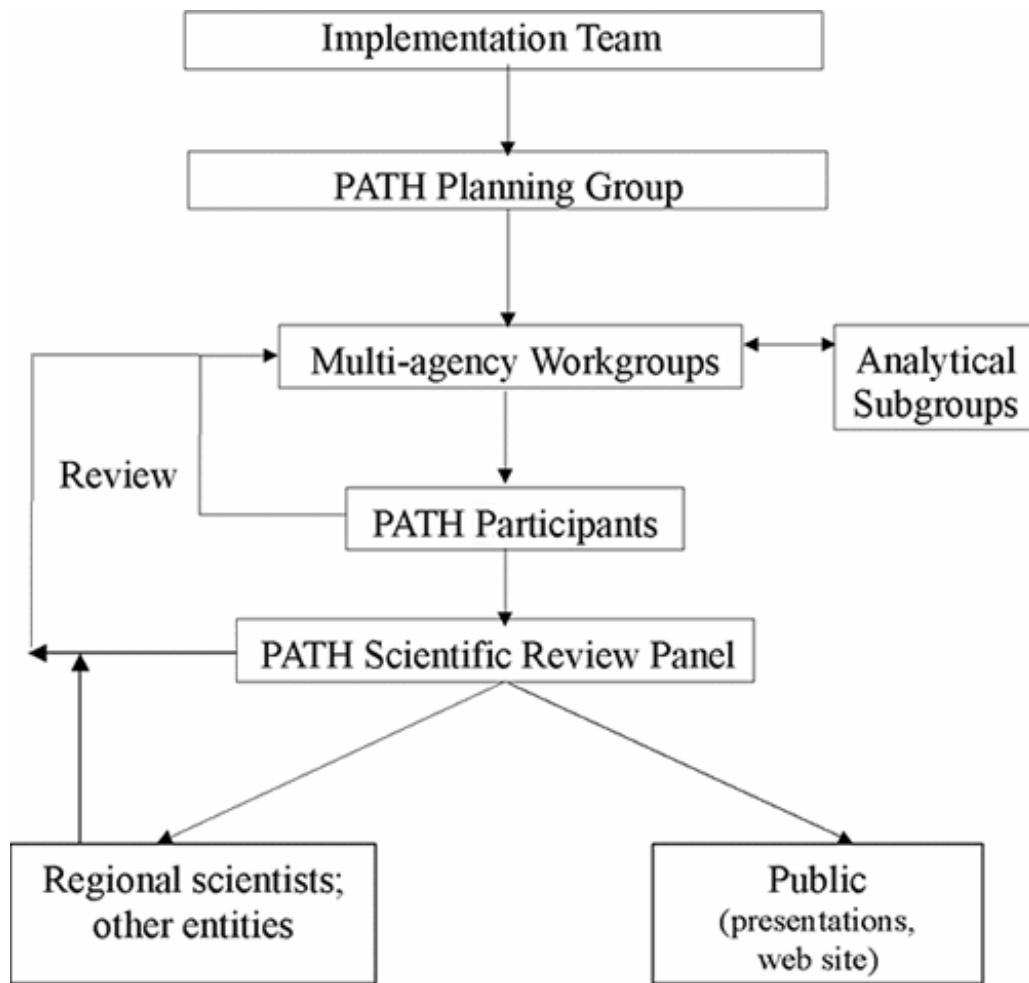 Implementation Team
PATH Planning Group
Multi-agency Workgroups
Analytical
Subgroups
Review
PATH Participants
PATH Scientific Review Panel
Regional scientists;
other entities
Public
(presentations,
web site)